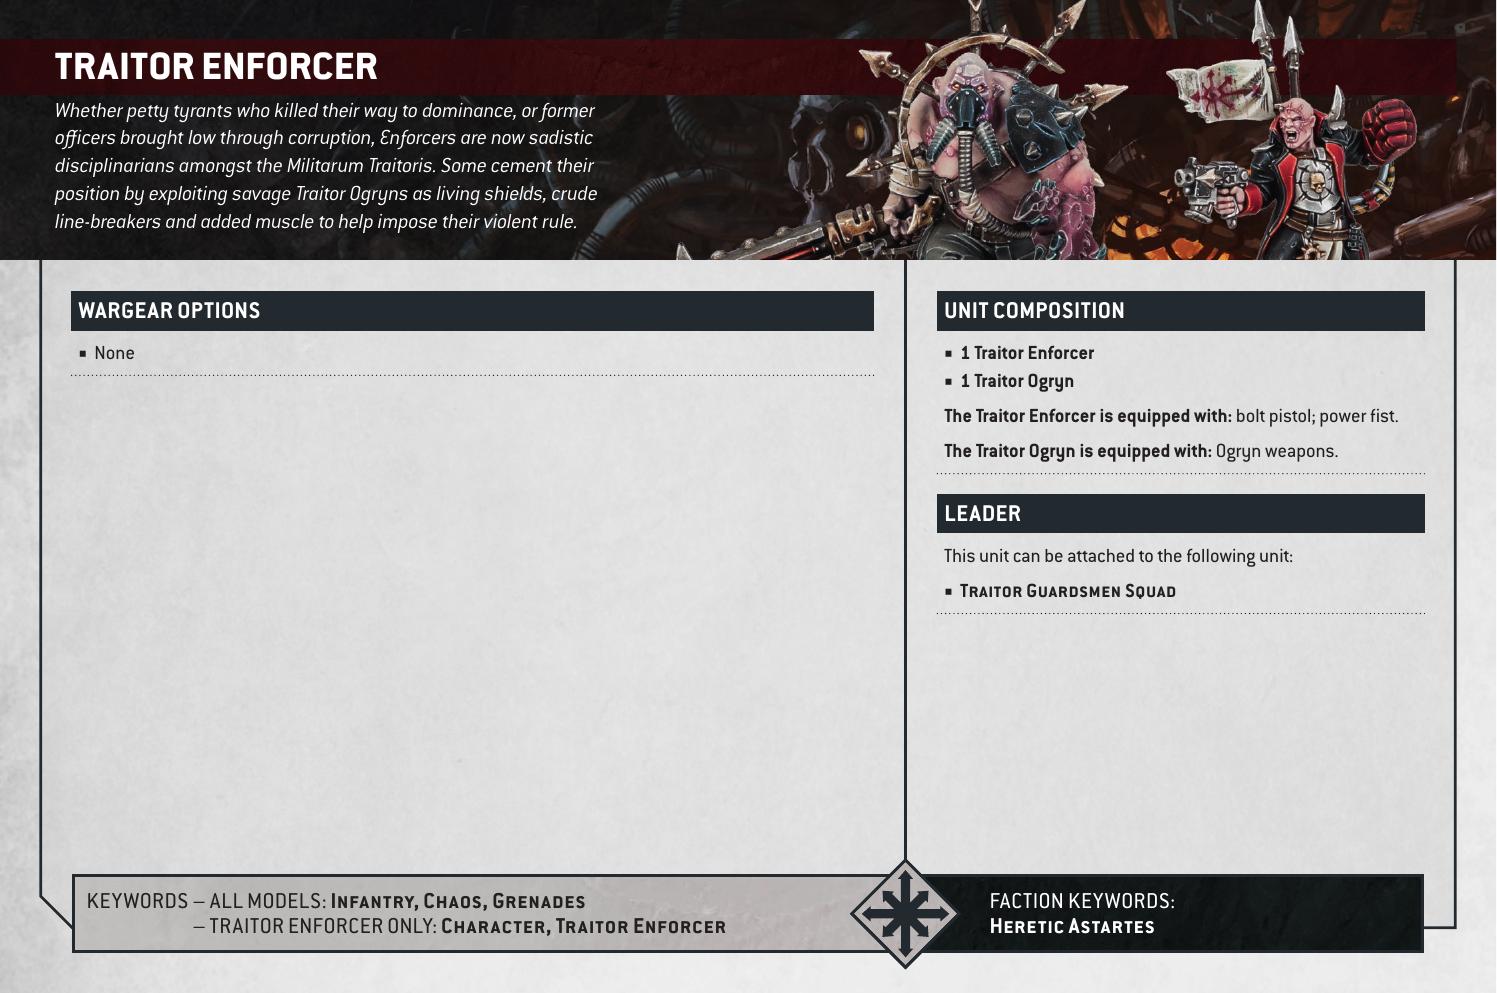 TRAITOR ENFORCER
Whether petty tyrants who killed their way to dominance, or former
officers brought low through corruption, Enforcers are now sadistic
disciplinarians amongst the Militarum Traitoris. Some cement their
position by exploiting savage Traitor Ogryns as living shields, crude
line-breakers and added muscle to help impose their violent rule.
WARGEAR OPTIONS
▪ None
UNIT COMPOSITION
▪ 1 Traitor Enforcer
▪ 1 Traitor Ogryn
The Traitor Enforcer is equipped with: bolt pistol; power fist.
The Traitor Ogryn is equipped with: Ogryn weapons.
LEADER
This unit can be attached to the following unit:
▪ Traitor Guardsmen Squad
KEYWORDS – ALL MODELS: Infantry, Chaos, Grenades
– TRAITOR ENFORCER ONLY: Character, Traitor Enforcer
FACTION KEYWORDS:
Heretic Astartes